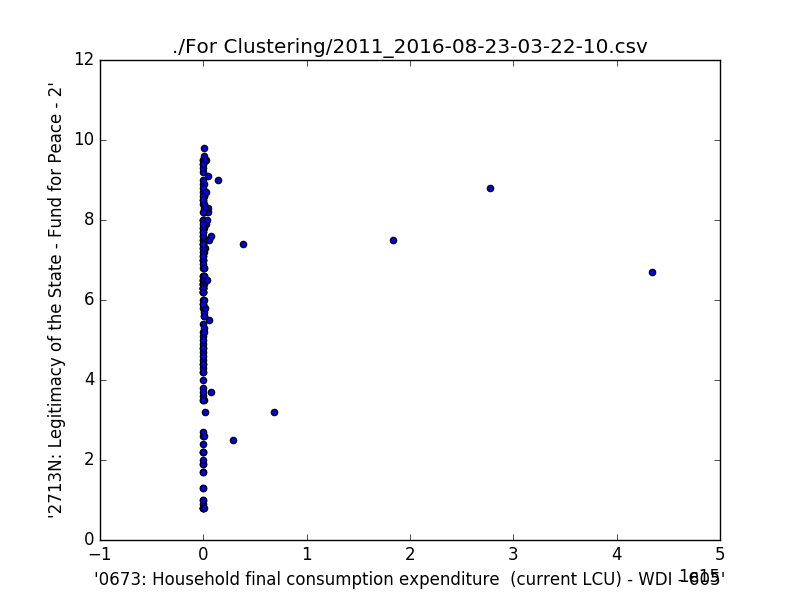 ./For Clustering/2011_2016-08-23-03-22-10.csv
12
10
8
6
4
2
0
'2713N: Legitimacy of the State - Fund for Peace - 2'
−1 0 1 2 3 4 5
1e15
'0673: Household final consumption expenditure (current LCU) - WDI - 605'